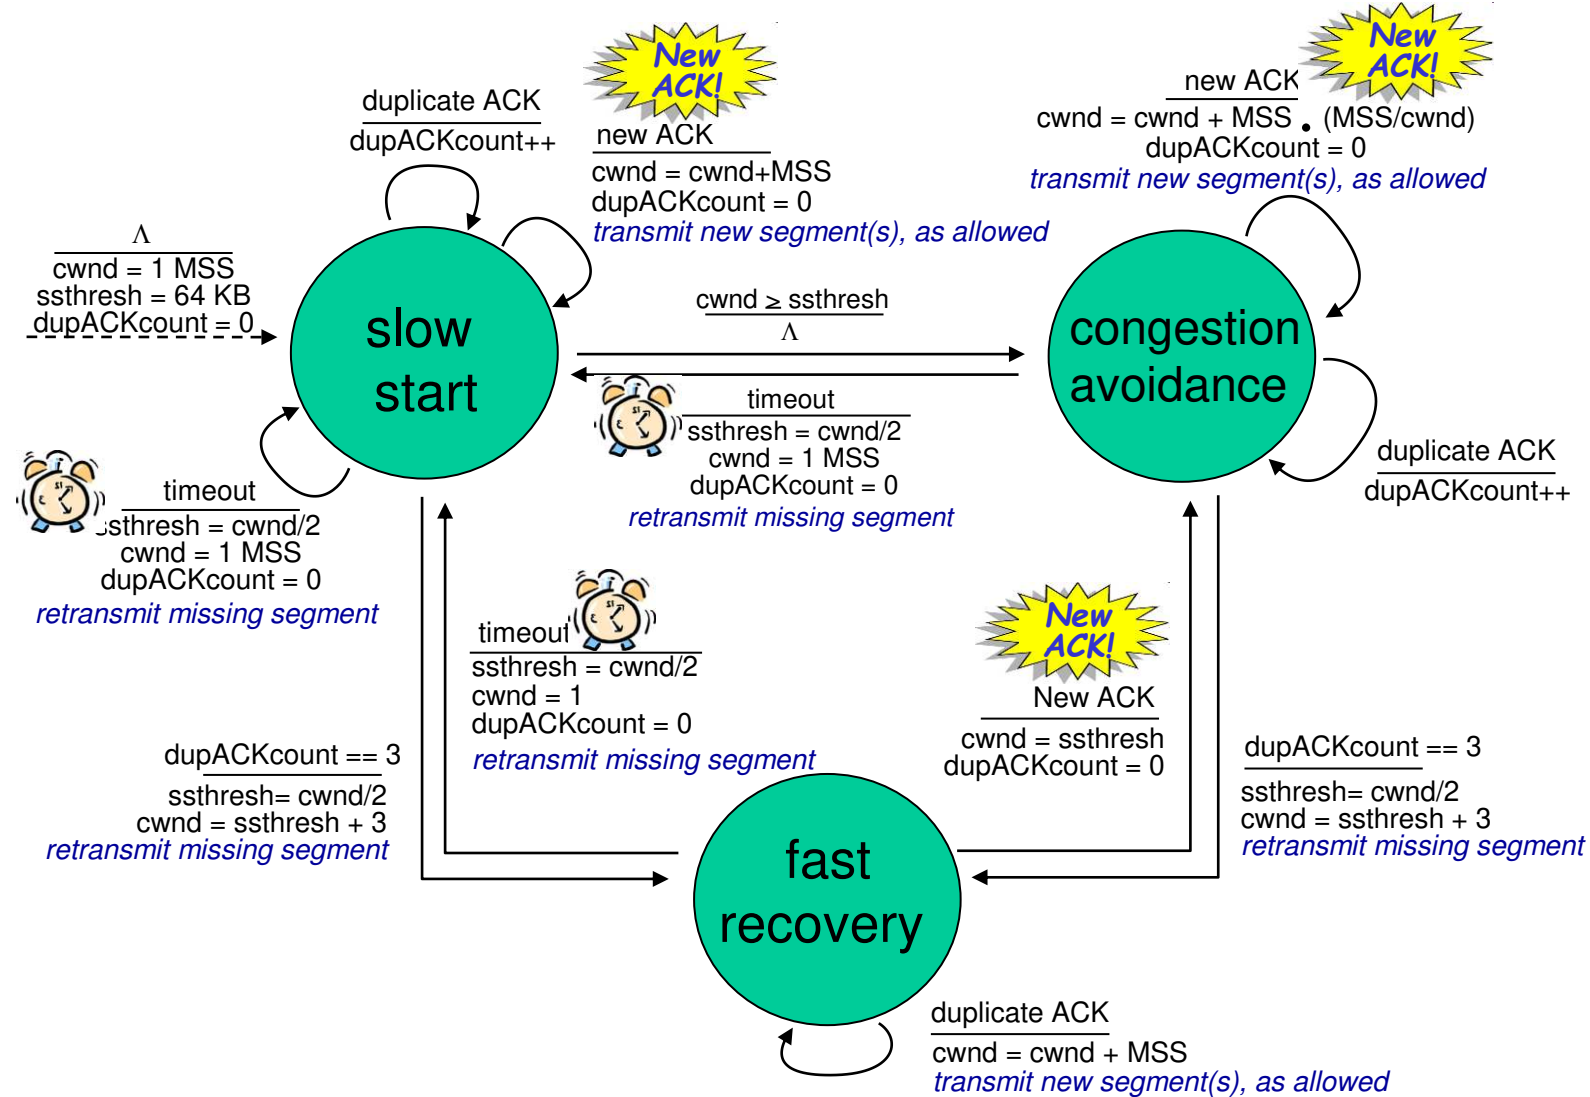 New
ACK!
New
ACK!
duplicate ACK
dupACKcount++
new ACK
cwnd = cwnd+MSS
dupACKcount = 0
transmit new segment(s), as allowed
new ACK
cwnd = cwnd + MSS • (MSS/cwnd)
dupACKcount = 0
transmit new segment(s), as allowed
Λ
cwnd = 1 MSS
ssthresh = 64 KB
dupACKcount = 0
slow
start
cwnd ≥ ssthresh
Λ
congestion
avoidance
timeout
ssthresh = cwnd/2
cwnd = 1 MSS
dupACKcount = 0
retransmit missing segment
duplicate ACK
dupACKcount++
timeout
ssthresh = cwnd/2
cwnd = 1 MSS
dupACKcount = 0
retransmit missing segment
timeout
ssthresh = cwnd/2
cwnd = 1
dupACKcount = 0
retransmit missing segment
New
ACK!
New ACK
cwnd = ssthresh
dupACKcount = 0
dupACKcount == 3
ssthresh= cwnd/2
cwnd = ssthresh + 3
retransmit missing segment
dupACKcount == 3
ssthresh= cwnd/2
cwnd = ssthresh + 3
retransmit missing segment
fast
recovery
duplicate ACK
cwnd = cwnd + MSS
transmit new segment(s), as allowed